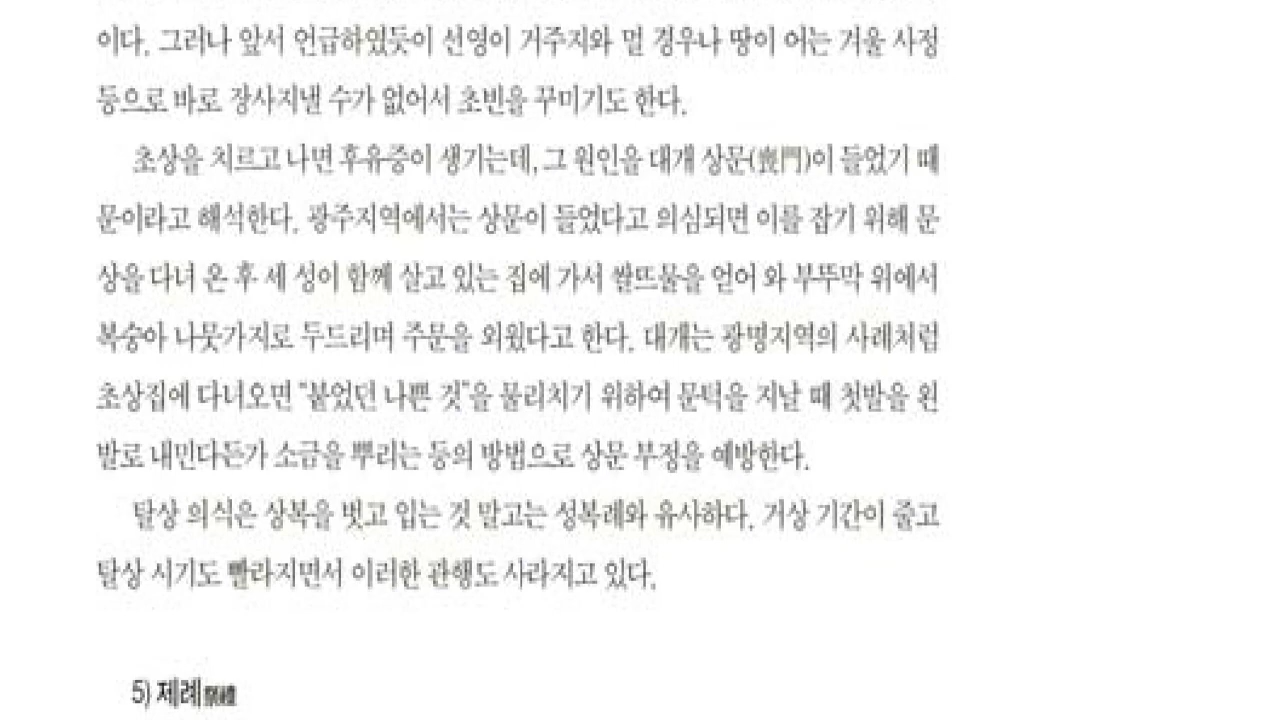 이다. 그러나 앞서 언급하였듯이 선영이 거주지와 멀 경우나 땅이 어는 겨울 사정
등으로 바로 장사지낼 수가 없어서 초빈을 꾸미기도 한다.
초상을 치르고 나면 후유증이 생기는데, 그 원인을 대개 상문(喪門)이 들었기 때
문이라고 해석한다. 광주지역에서는 상문이 들었다고 의심되면 이를 잡기 위해 문
상을 다녀 온 후 세 성이 함께 살고 있는 집에 가서 쌀뜨물을 얻어 와 부뚜막 위에서
복숭아 나뭇가지로 두드리며 주문을 외웠다고 한다. 대개는 광명지역의 사례처럼
초상집에 다녀오면 "붙었던 나쁜 것"을 물리치기 위하여 문턱을 지날 때 첫발을 왼
발로 내민다든가 소금을 뿌리는 등의 방법으로 상문 부정을 예방한다.
탈상 의식은 상복을 벗고 입는 것 말고는 성복례와 유사하다. 거상 기간이 줄고
탈상 시기도 빨라지면서 이러한 관행도 사라지고 있다.
5) 제례祭禮